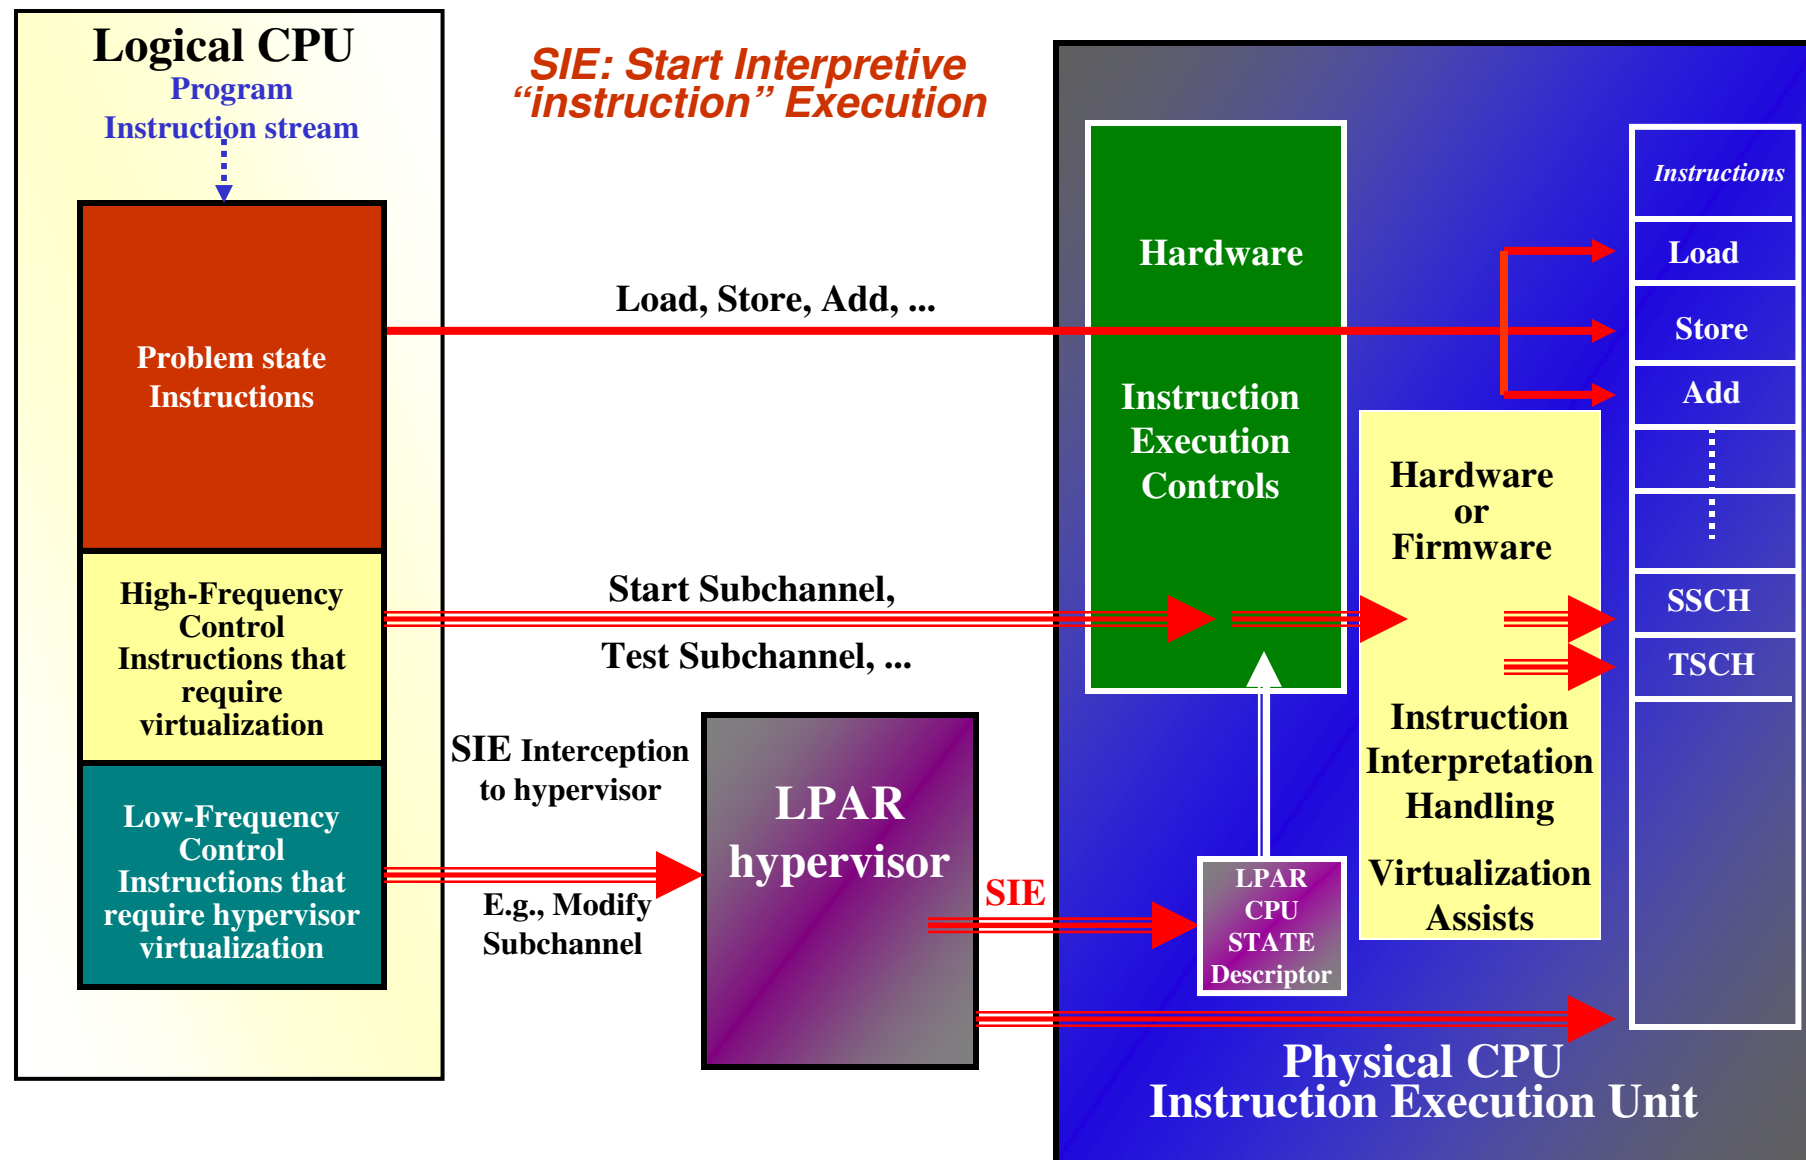 Logical CPU
Program
Instruction stream
SIE: Start Interpretive
“instruction” Execution
Problem state
Instructions
High-Frequency
Control
Instructions that
require
virtualization
Low-Frequency
Control
Instructions that
require hypervisor
virtualization
Load, Store, Add, ...
Start Subchannel,
Test Subchannel, ...
SIE Interception
to hypervisor
E.g., Modify
Subchannel
LPAR
hypervisor
SIE
Hardware
Instruction
Execution
Controls
LPAR
CPU
STATE
Descriptor
Hardware
or
Firmware
Instruction
Interpretation
Handling
Virtualization
Assists
Instructions
Load
Store
Add
SSCH
TSCH
Physical CPU
Instruction Execution Unit